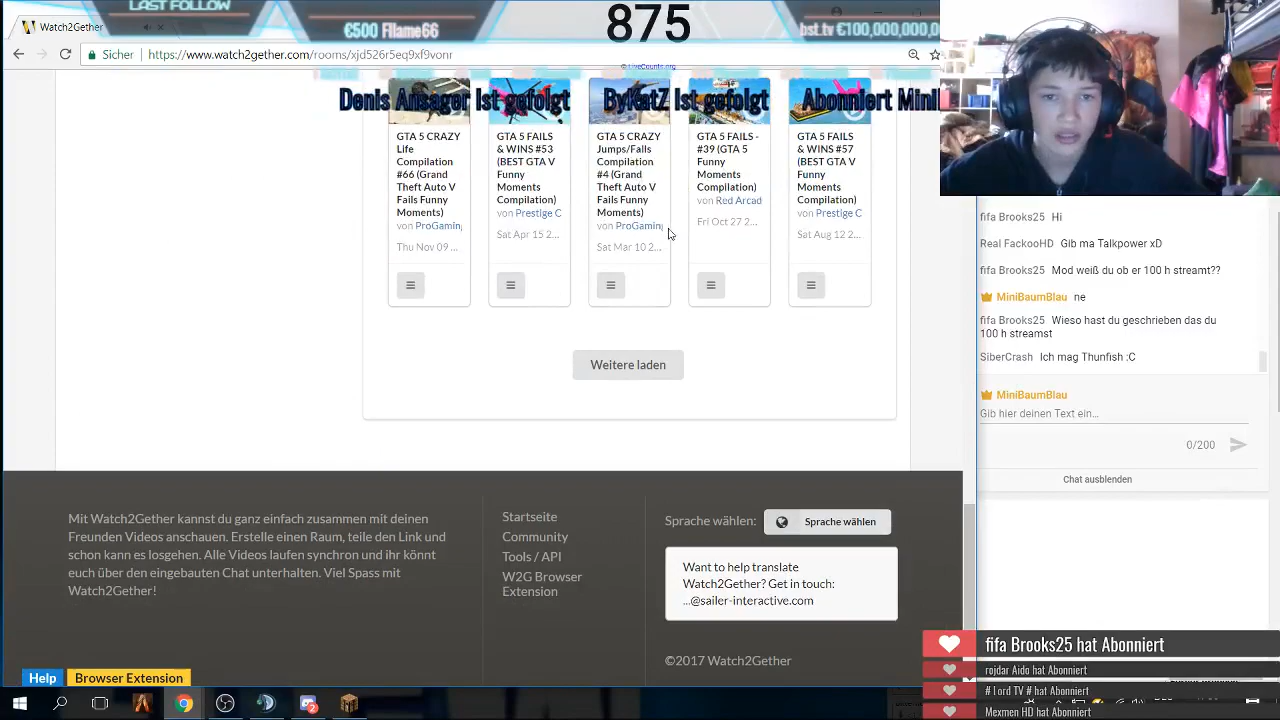 LAST FOLLOW
Watch2Gether
€500 Fllame66
875
bst.tv €100,000,000,
Sicher
https://www.watch2gether.com/rooms/xjd526r5eq9xf9vonr
© LiveCounts.org
Denis Ansager Ist gefolgt
ByKatZ Ist gefolgt
Abonniert Mini
GTA 5 CRAZY
Life
Compilation
#66 (Grand
Theft Auto V
Fails Funny
Moments)
von ProGaming
Thu Nov 09 ...
GTA 5 FAILS
& WINS #53
(BEST GTA V
Funny
Moments
Compilation)
von Prestige C
Sat Apr 15 2...
GTA 5 CRAZY
Jumps/Falls
Compilation
#4 (Grand
Theft Auto V
Fails Funny
Moments)
von ProGaming
Sat Mar 10 2...
GTA 5 FAILS -
#39 (GTA 5
Funny
Moments
Compilation)
von Red Arcad
Fri Oct 27 2...
GTA 5 FAILS
& WINS #57
(BEST GTA V
Funny
Moments
Compilation)
von Prestige C
Sat Aug 12 2...
Weitere laden
fifa Brooks25 Hi
Real FackooHD Gib ma Talkpower xD
fifa Brooks25 Mod weiß du ob er 100 h streamt??
MiniBaumBlau ne
fifa Brooks25 Wieso hast du geschrieben das du
100 h streamst
SiberCrash Ich mag Thunfish :C
MiniBaumBlau
Gib hier deinen Text ein...
0/200
Chat ausblenden
Mit Watch2Gether kannst du ganz einfach zusammen mit deinen
Freunden Videos anschauen. Erstelle einen Raum, teile den Link und
schon kann es losgehen. Alle Videos laufen synchron und ihr könnt
euch über den eingebauten Chat unterhalten. Viel Spass mit
Watch2Gether!
Startseite
Community
Tools / API
W2G Browser
Extension
Sprache wählen:
Sprache wählen
Want to help translate
Watch2Gether? Get in touch:
...@sailer-interactive.com
©2017 Watch2Gether
Help
Browser Extension
fifa Brooks25 hat Abonniert
rojdar Aido hat Abonniert
# Lord TV # hat Abonniert
Mexmen HD hat Abonniert